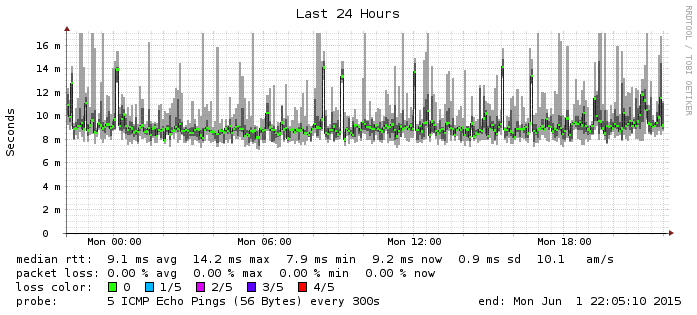 Last 24 Hours
RRDTOOL / TOBI OETIKER
Seconds
16 m
14 m
12 m
10 m
8 m
6 m
4 m
2 m
0
Mon 00:00 Mon 06:00 Mon 12:00 Mon 18:00
median rtt: 9.1 ms avg 14.2 ms max 7.9 ms min 9.2 ms now 0.9 ms sd 10.1 am/s
packet loss: 0.00 % avg 0.00 % max 0.00 % min 0.00 % now
loss color: 0 1/5 2/5 3/5 4/5
probe: 5 ICMP Echo Pings (56 Bytes) every 300s end: Mon Jun 1 22:05:10 2015